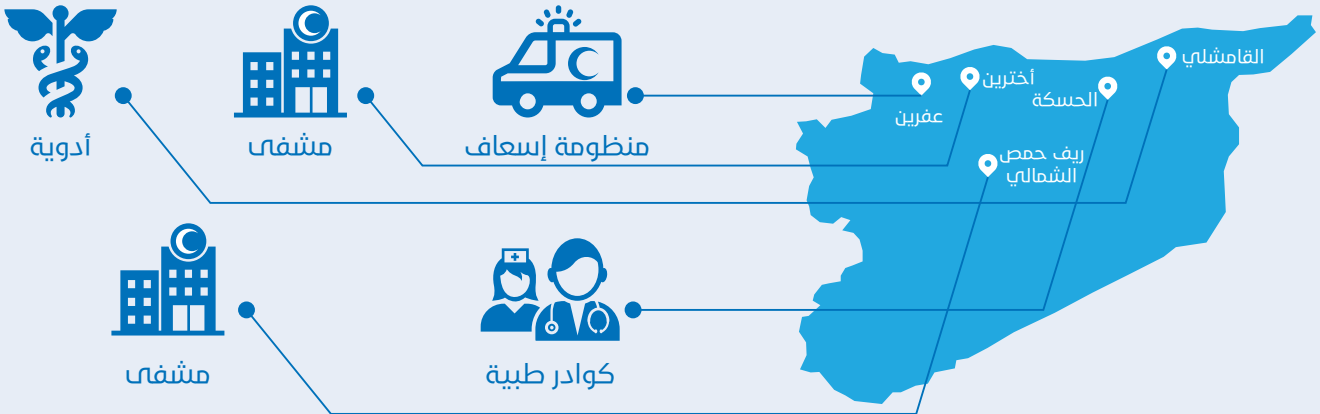 القامشلي
أخترين
الحسكة
عفرين
ريف حمص
الشمالي
منظومة إسعاف
مشفى
أدوية
كوادر طبية
مشفى